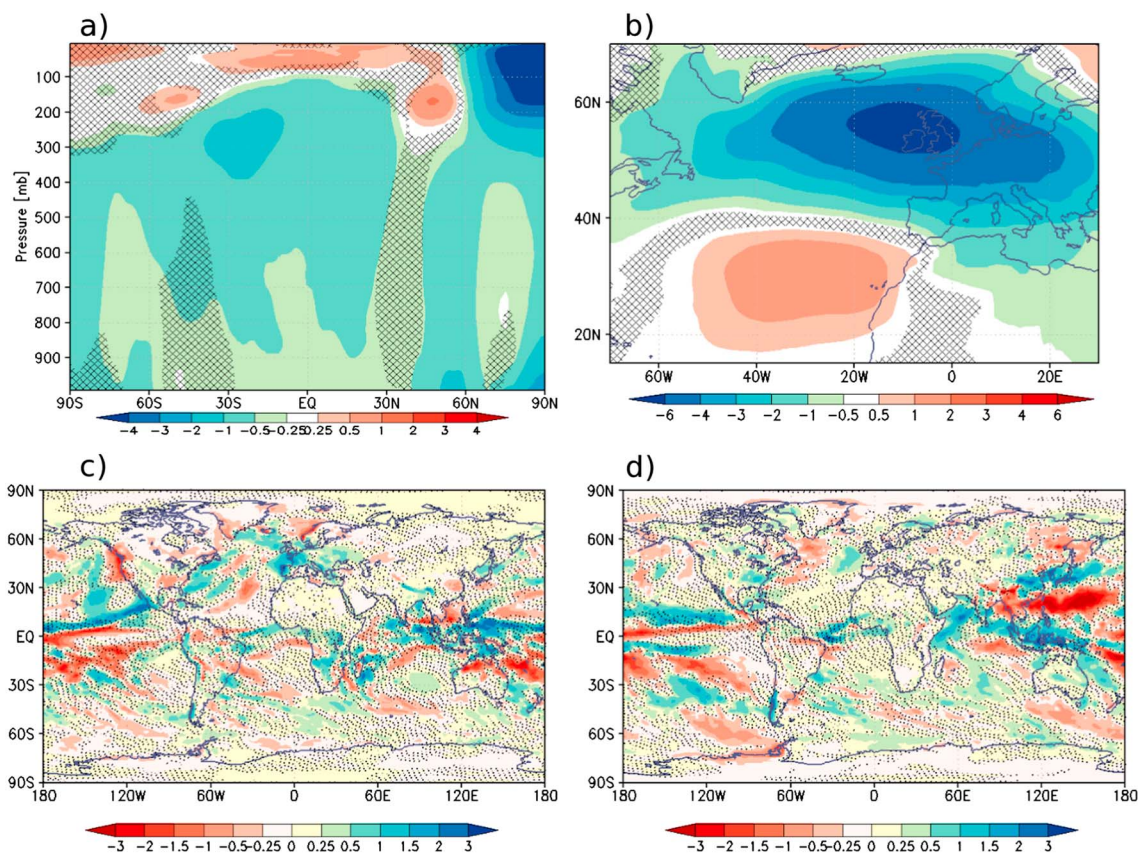 a)
b)
Pressure [mb]
100
200
300
400
500
600
700
800
900
90S 60S 30S EQ 30N 60N 90N
-4 -3 -2 -1 -0.5 -0.25 0.25 0.5 1 2 3 4
60N
40N
20N
60W 40W 20W 0 20E
-6 -4 -3 -2 -1 -0.5 0.5 1 2 3 4 6
c)
d)
90N
60N
30N
EQ
30S
60S
90S
180 120W 60W 0 60E 120E 180
-3 -2 -1.5 -1 -0.5 -0.25 0 0.25 0.5 1 1.5 2 3
90N
60N
30N
EQ
30S
60S
90S
180 120W 60W 0 60E 120E 180
-3 -2 -1.5 -1 -0.5 -0.25 0 0.25 0.5 1 1.5 2 3